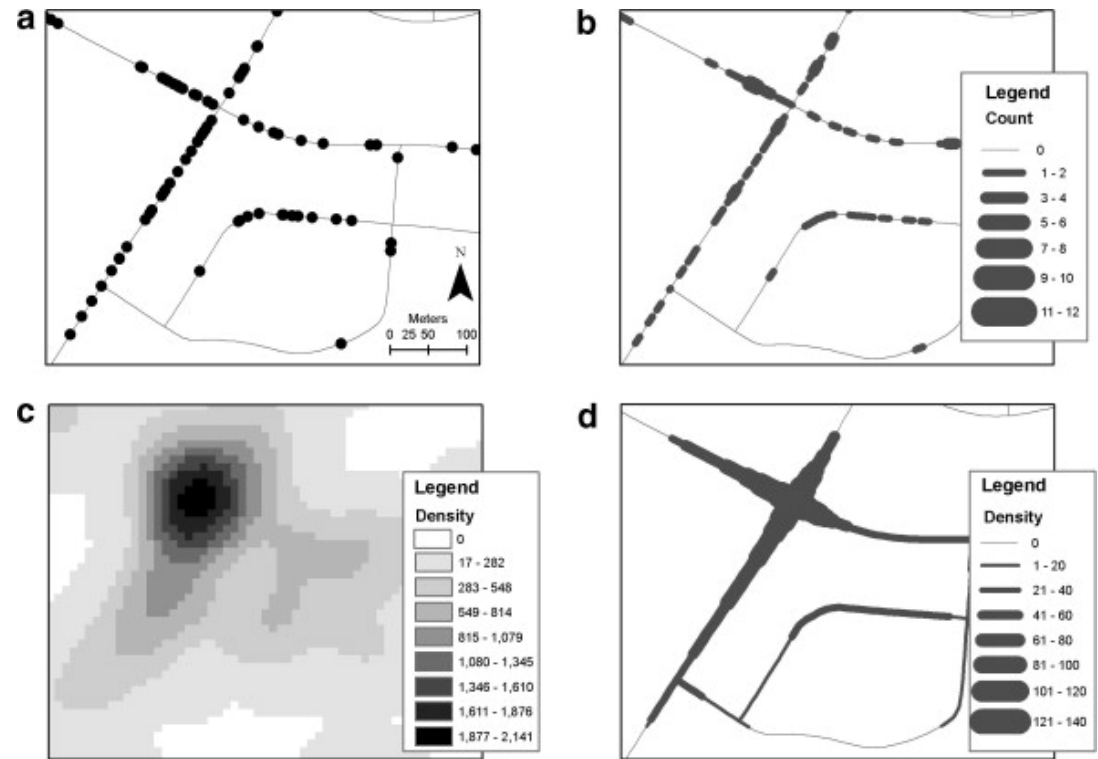 a
N
Meters
0 25 50 100
b
Legend
Count
0
1 - 2
3 - 4
5 - 6
7 - 8
9 - 10
11 - 12
c
Legend
Density
0
17 - 282
283 - 548
549 - 814
815 - 1,079
1,080 - 1,345
1,346 - 1,610
1,611 - 1,876
1,877 - 2,141
d
Legend
Density
0
1 - 20
21 - 40
41 - 60
61 - 80
81 - 100
101 - 120
121 - 140